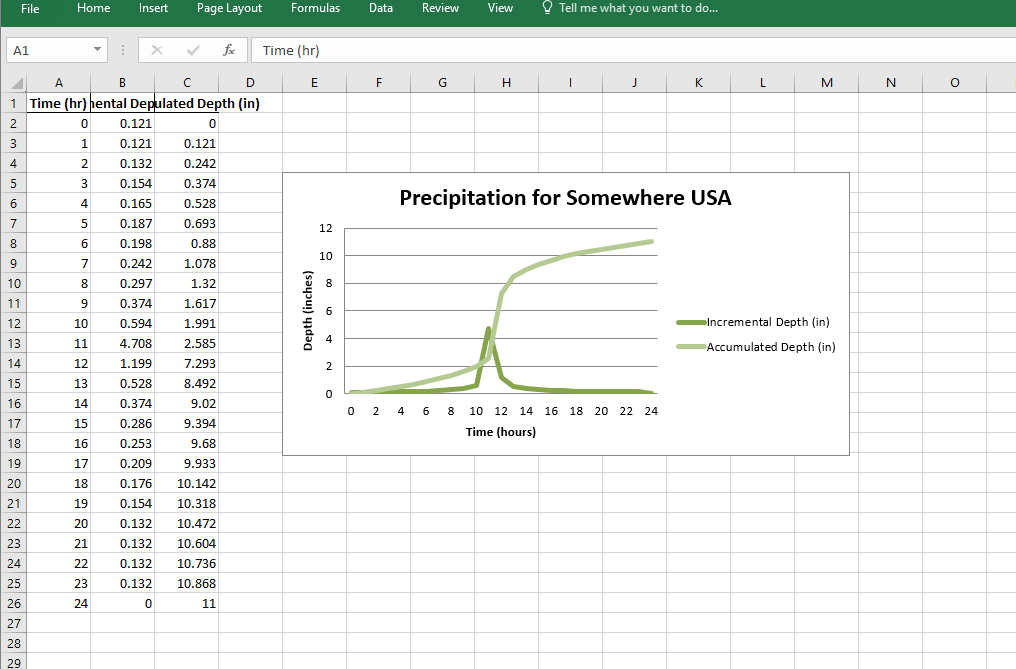 File Home Insert Page Layout Formulas Data Review View Tell me what you want to do...
A1 fx Time (hr)
A B C D E F G H I J K L M N O
1 Time (hr) nental Dep ulated Depth (in)
2 0 0.121 0
3 1 0.121 0.121
4 2 0.132 0.242
5 3 0.154 0.374
6 4 0.165 0.528
7 5 0.187 0.693
8 6 0.198 0.88
9 7 0.242 1.078
10 8 0.297 1.32
11 9 0.374 1.617
12 10 0.594 1.991
13 11 4.708 2.585
14 12 1.199 7.293
15 13 0.528 8.492
16 14 0.374 9.02
17 15 0.286 9.394
18 16 0.253 9.68
19 17 0.209 9.933
20 18 0.176 10.142
21 19 0.154 10.318
22 20 0.132 10.472
23 21 0.132 10.604
24 22 0.132 10.736
25 23 0.132 10.868
26 24 0 11
27
28
29
Precipitation for Somewhere USA
12
10
8
6
4
2
0
Depth (inches)
0 2 4 6 8 10 12 14 16 18 20 22 24
Time (hours)
Incremental Depth (in)
Accumulated Depth (in)